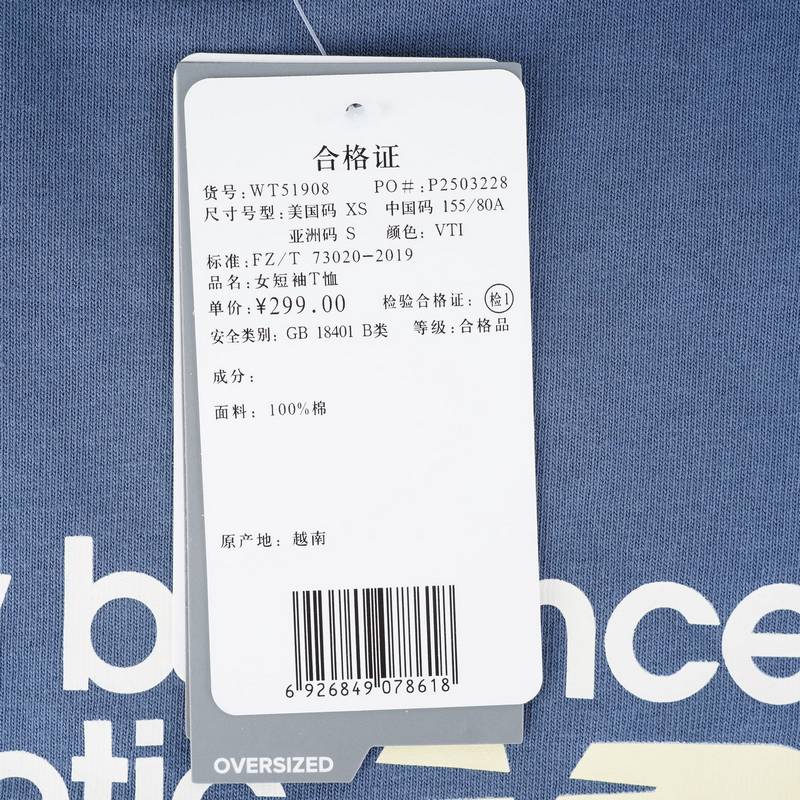 合格证
货号:WT51908 PO#:P2503228
尺寸号型:美国码 XS 中国码 155/80A
亚洲码 S 颜色: VTI
标准:FZ/T 73020-2019
品名:女短袖T恤
单价:¥299.00 检验合格证: 检1
安全类别: GB 18401 B类 等级:合格品
成分:
面料: 100%棉
原产地: 越南
6 926849 078618
OVERSIZED